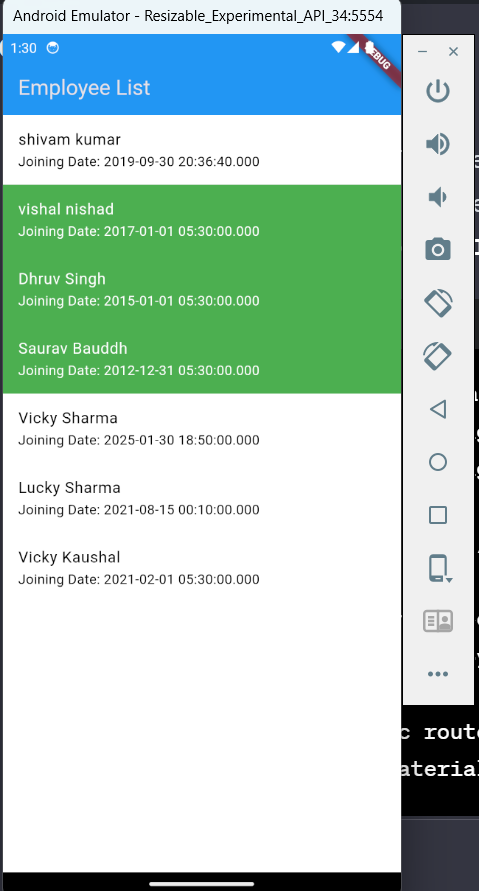 Android Emulator - Resizable_Experimental_API_34:5554
1:30
DEBUG
Employee List
shivam kumar
Joining Date: 2019-09-30 20:36:40.000
vishal nishad
Joining Date: 2017-01-01 05:30:00.000
Dhruv Singh
Joining Date: 2015-01-01 05:30:00.000
Saurav Bauddh
Joining Date: 2012-12-31 05:30:00.000
Vicky Sharma
Joining Date: 2025-01-30 18:50:00.000
Lucky Sharma
Joining Date: 2021-08-15 00:10:00.000
Vicky Kaushal
Joining Date: 2021-02-01 05:30:00.000
c route
aterial